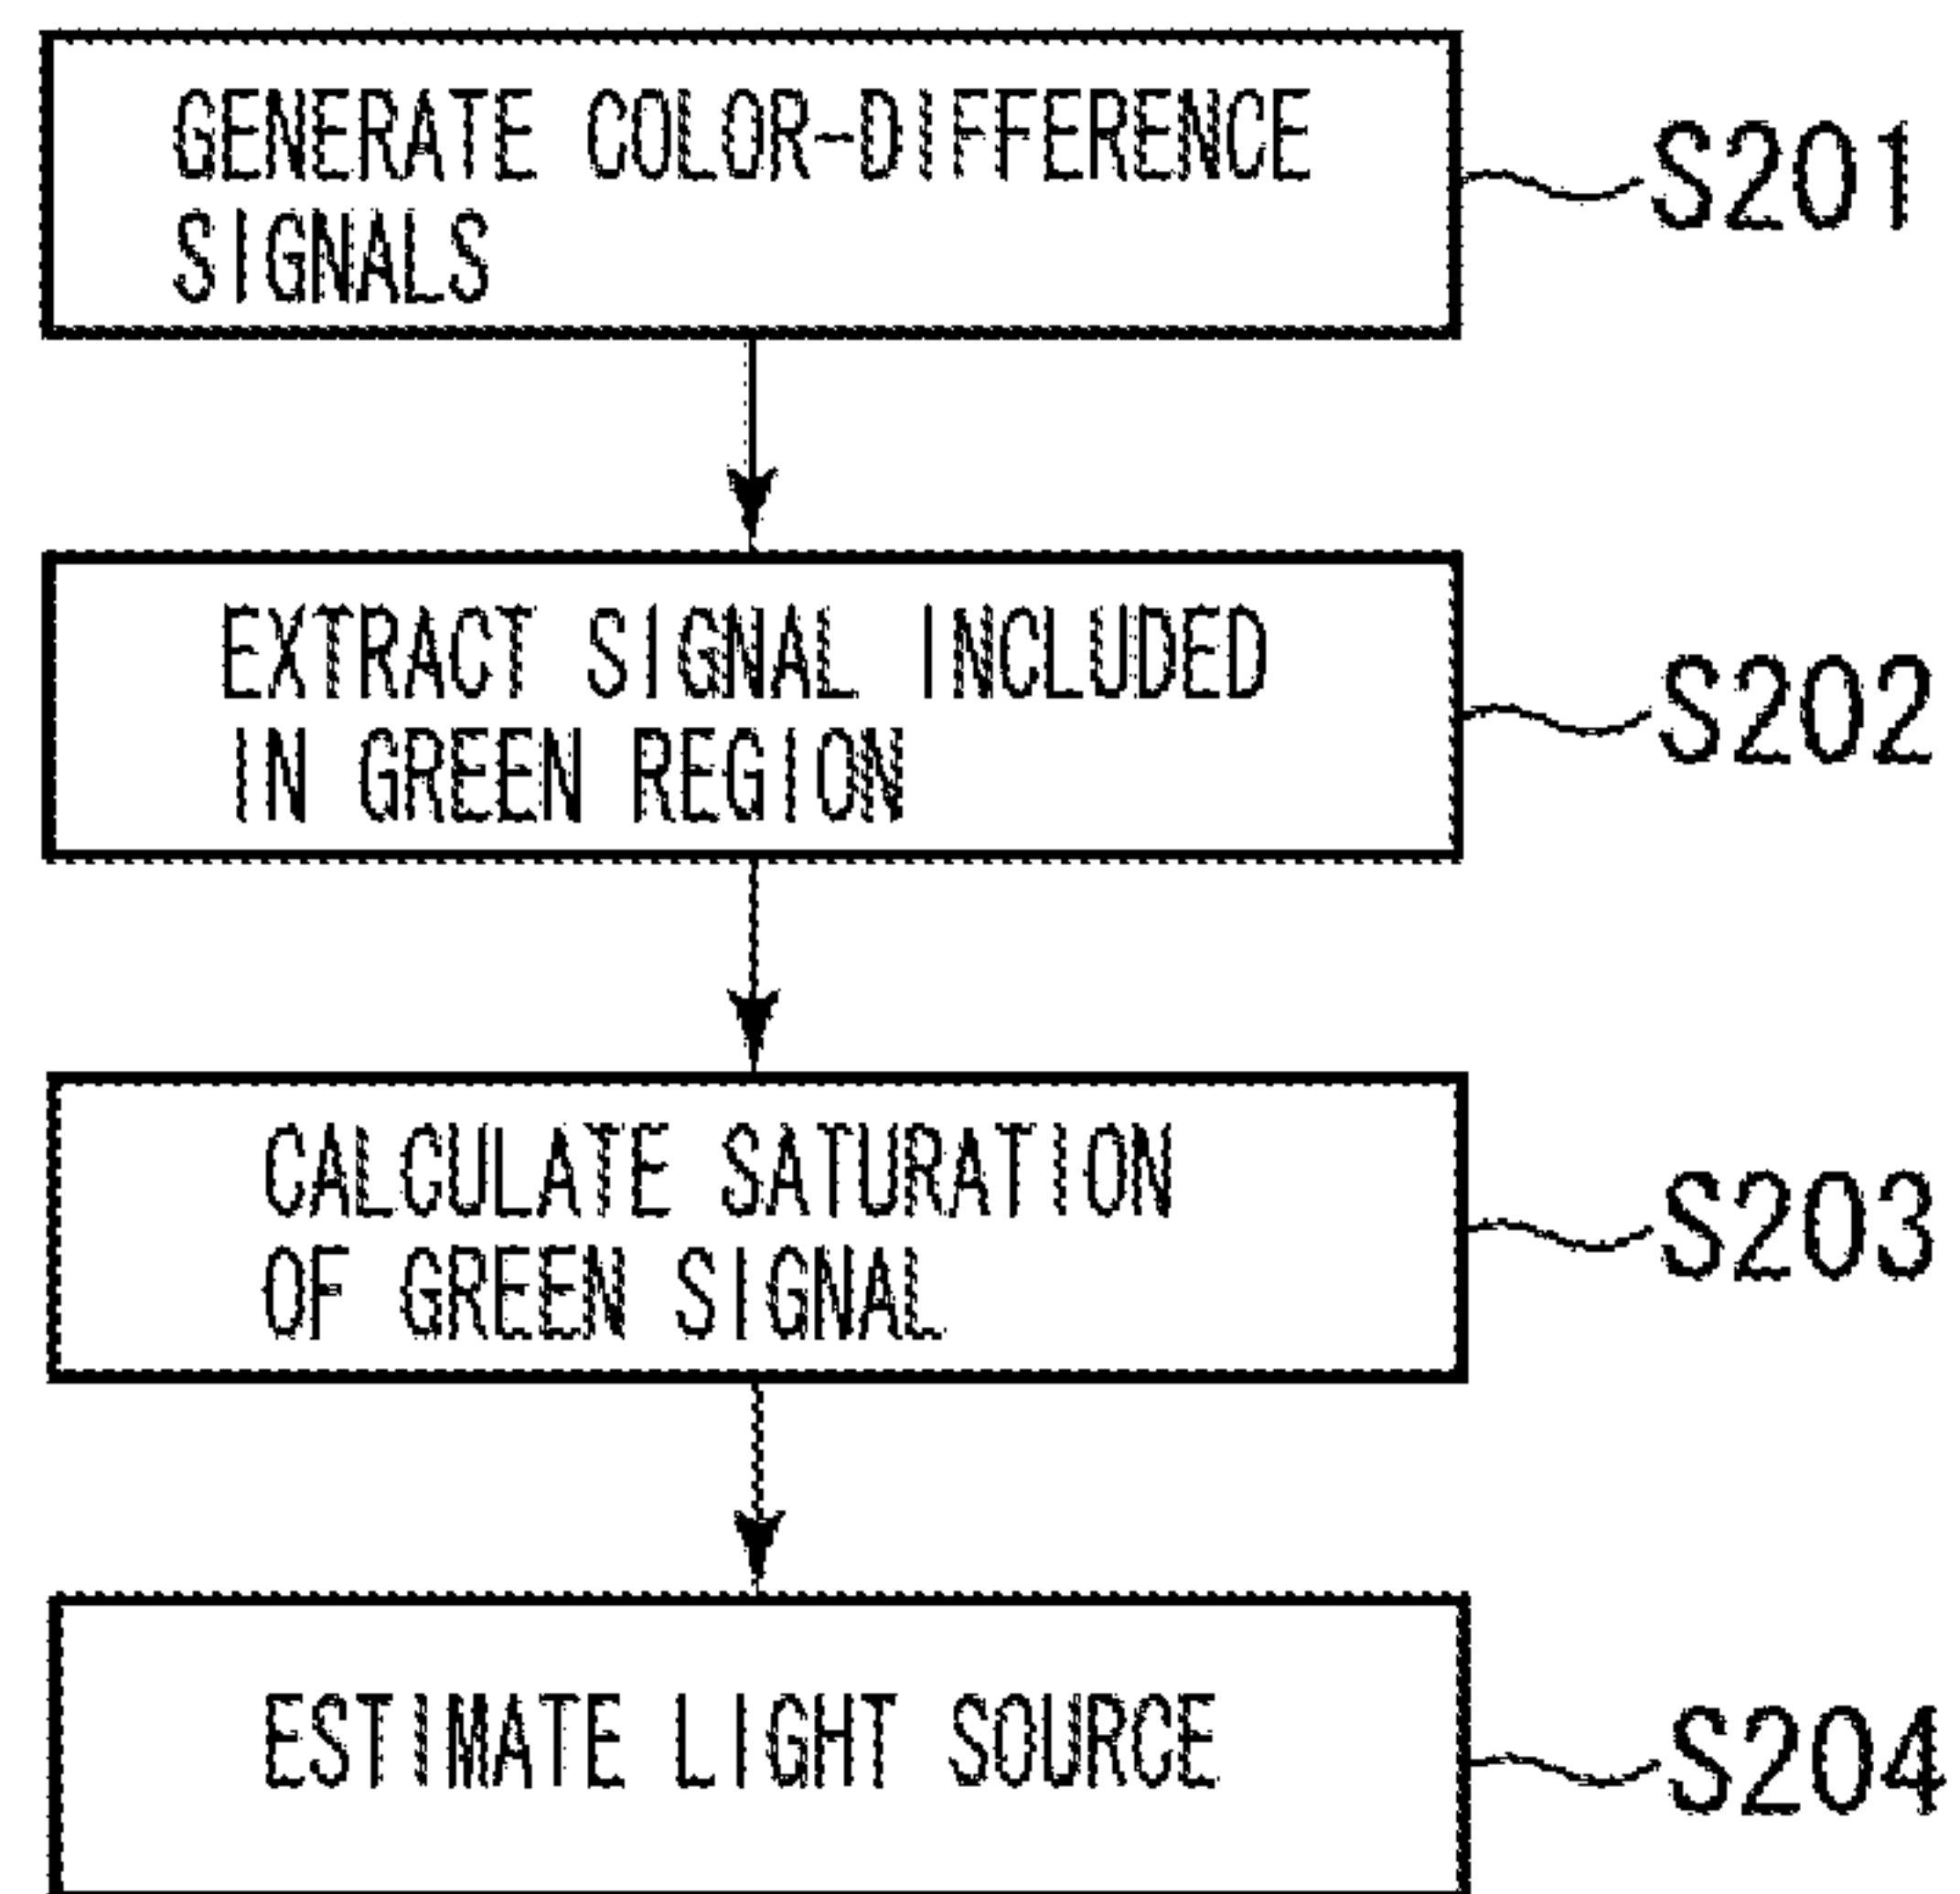 GENERATE COLOR-DIFFERENCE
SIGNALS
S201
EXTRACT SIGNAL INCLUDED
IN GREEN REGION
S202
CALCULATE SATURATION
OF GREEN SIGNAL
S203
ESTIMATE LIGHT SOURCE
S204